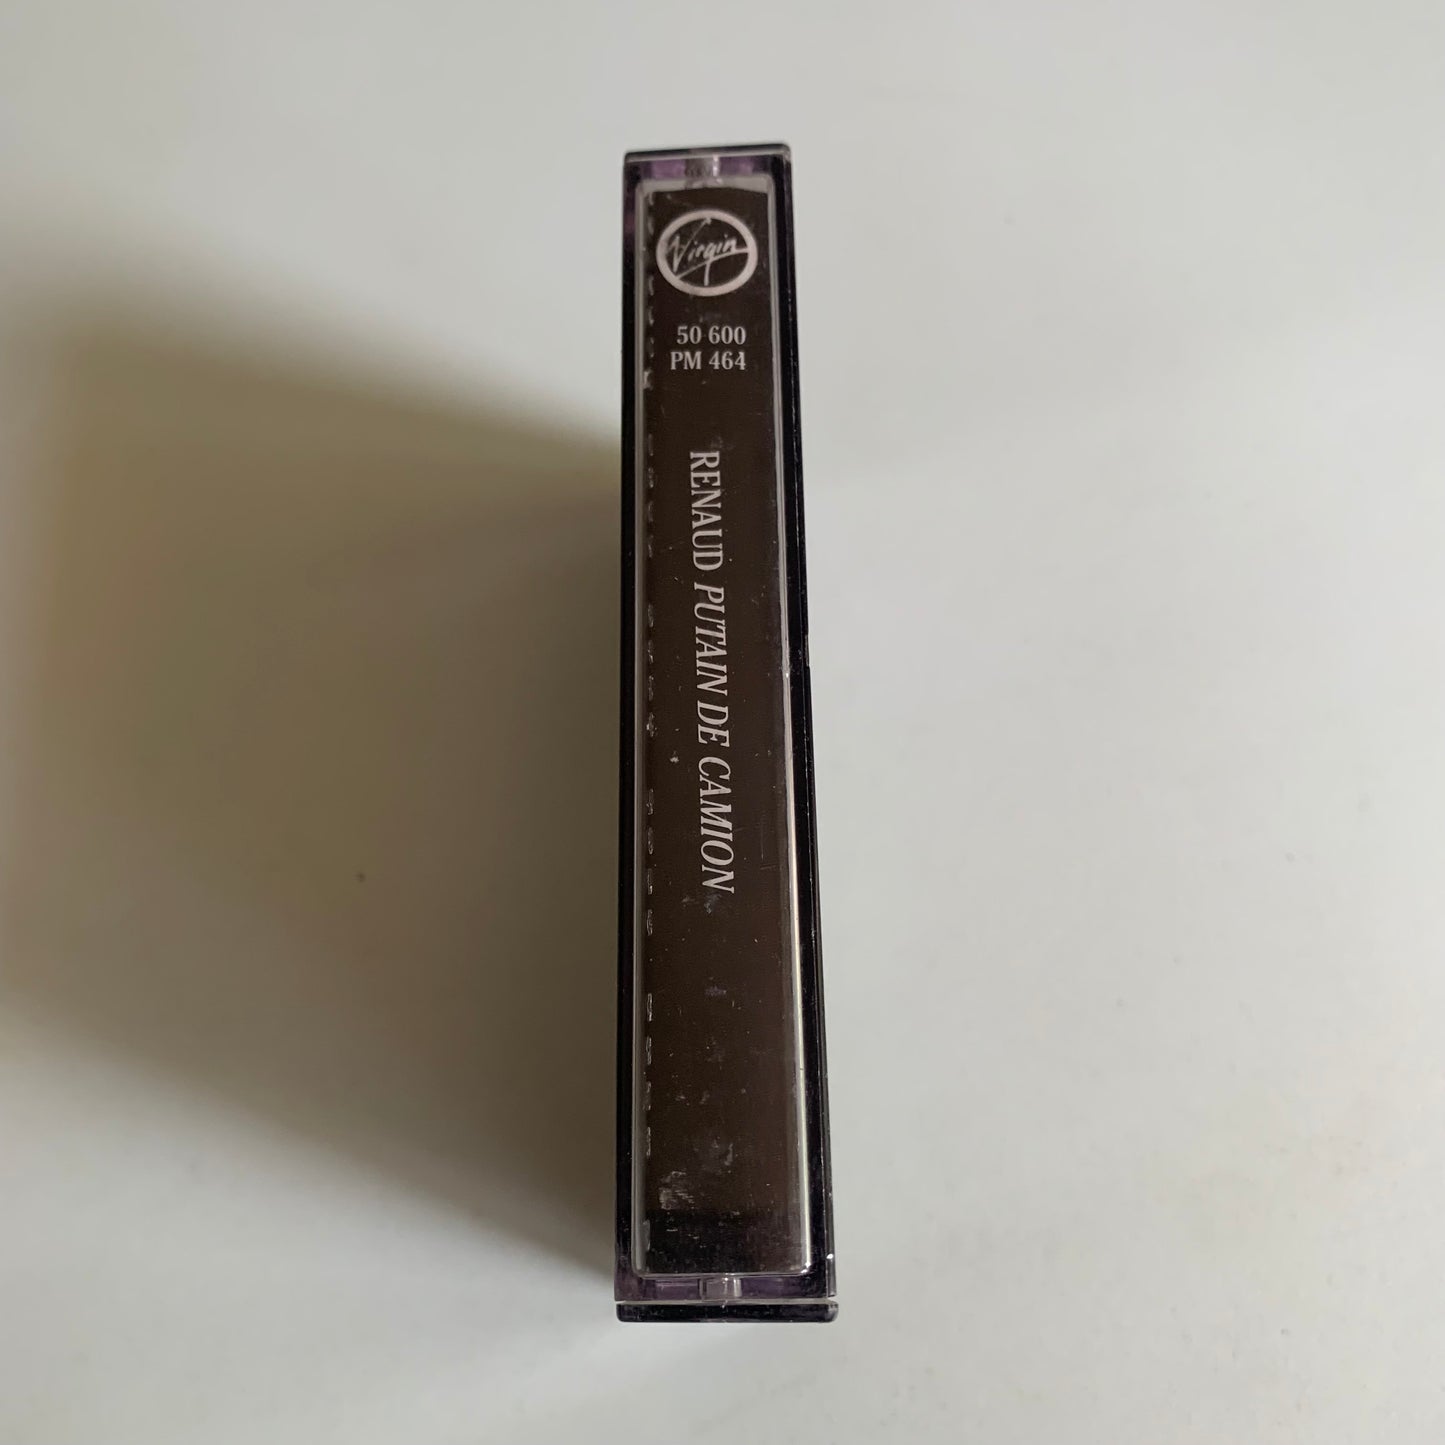 Virgin
50 600
PM 464
RENAUD PUTAIN DE CAMION